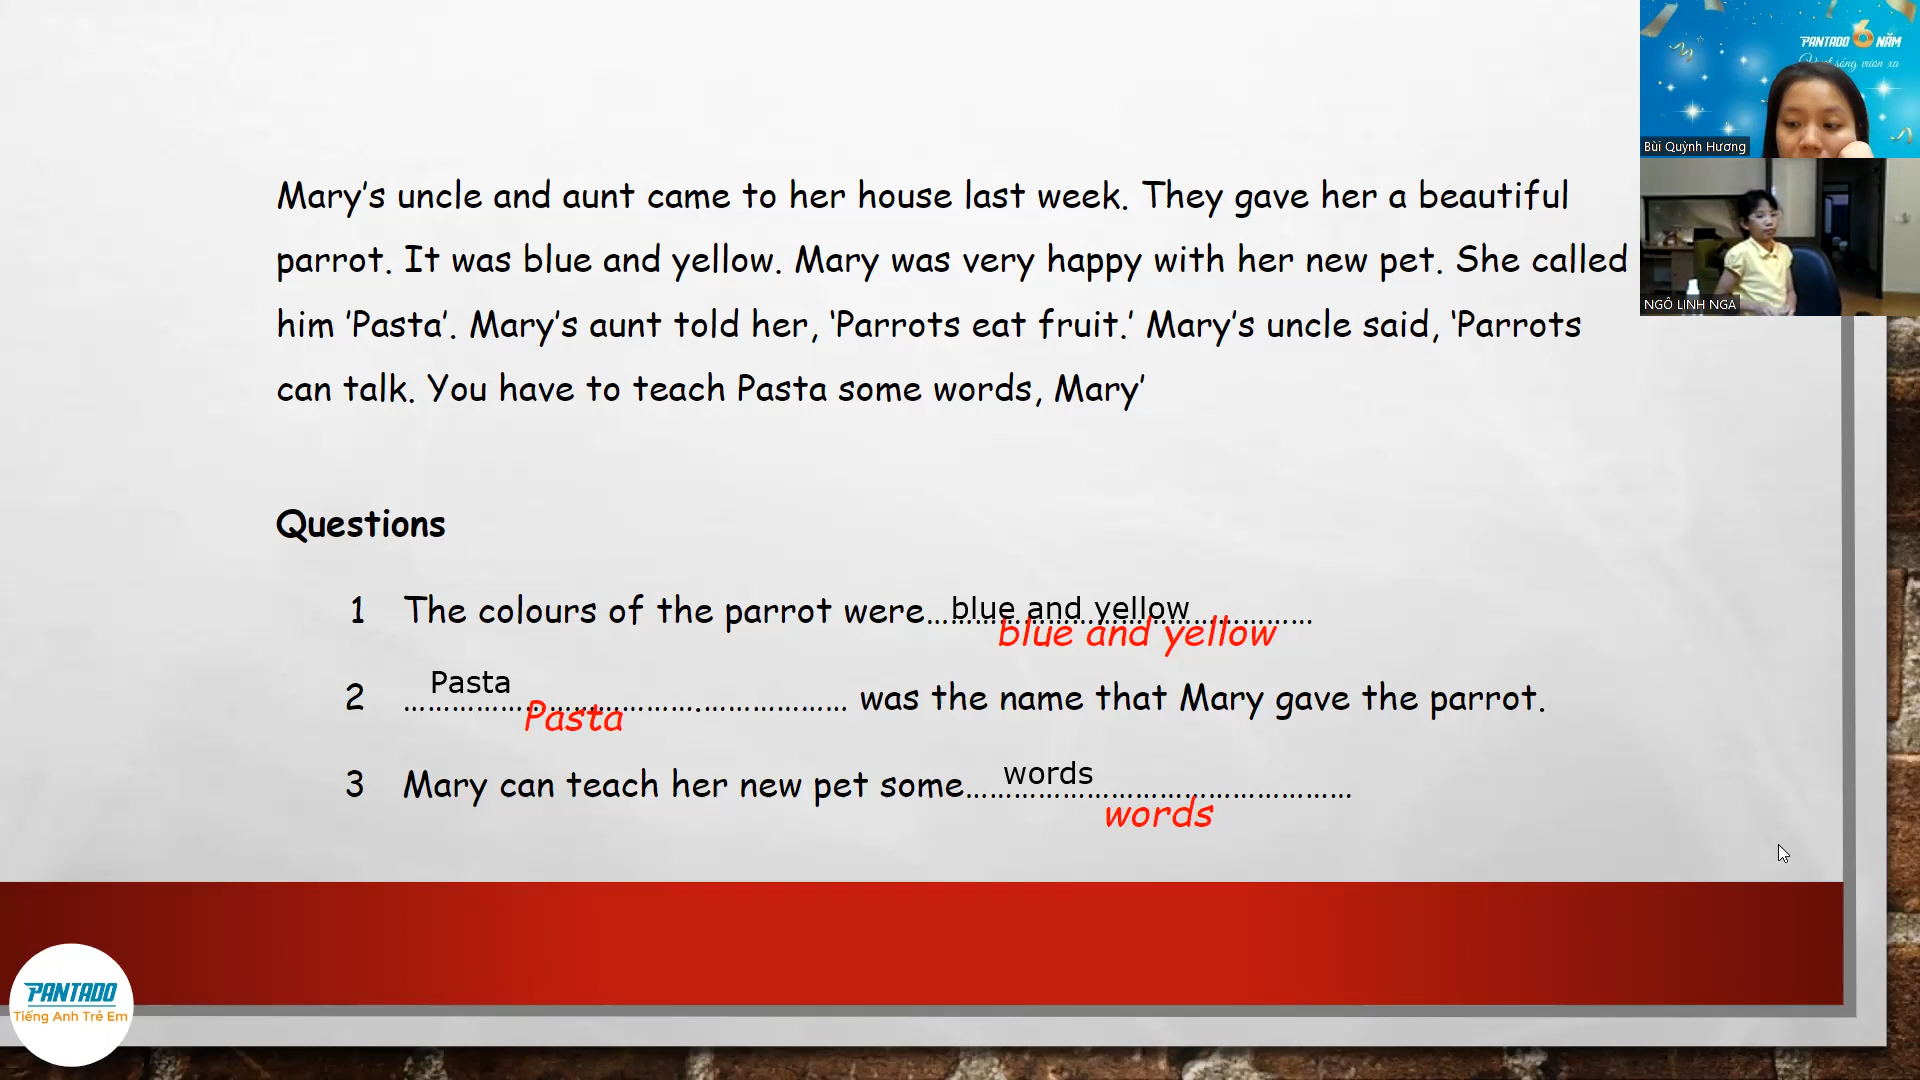 PANTADO 6 NĂM
Bùi Quỳnh Hương
NGÔ LINH NGA
Mary’s uncle and aunt came to her house last week. They gave her a beautiful
parrot. It was blue and yellow. Mary was very happy with her new pet. She called
him ’Pasta’. Mary’s aunt told her, ‘Parrots eat fruit.’ Mary’s uncle said, ‘Parrots
can talk. You have to teach Pasta some words, Mary’
Questions
1 The colours of the parrot were…blue and yellow…………
blue and yellow
2 Pasta ……………………………….……………… was the name that Mary gave the parrot.
Pasta
3 Mary can teach her new pet some…words………………………………
words
PANTADO
Tiếng Anh Trẻ Em